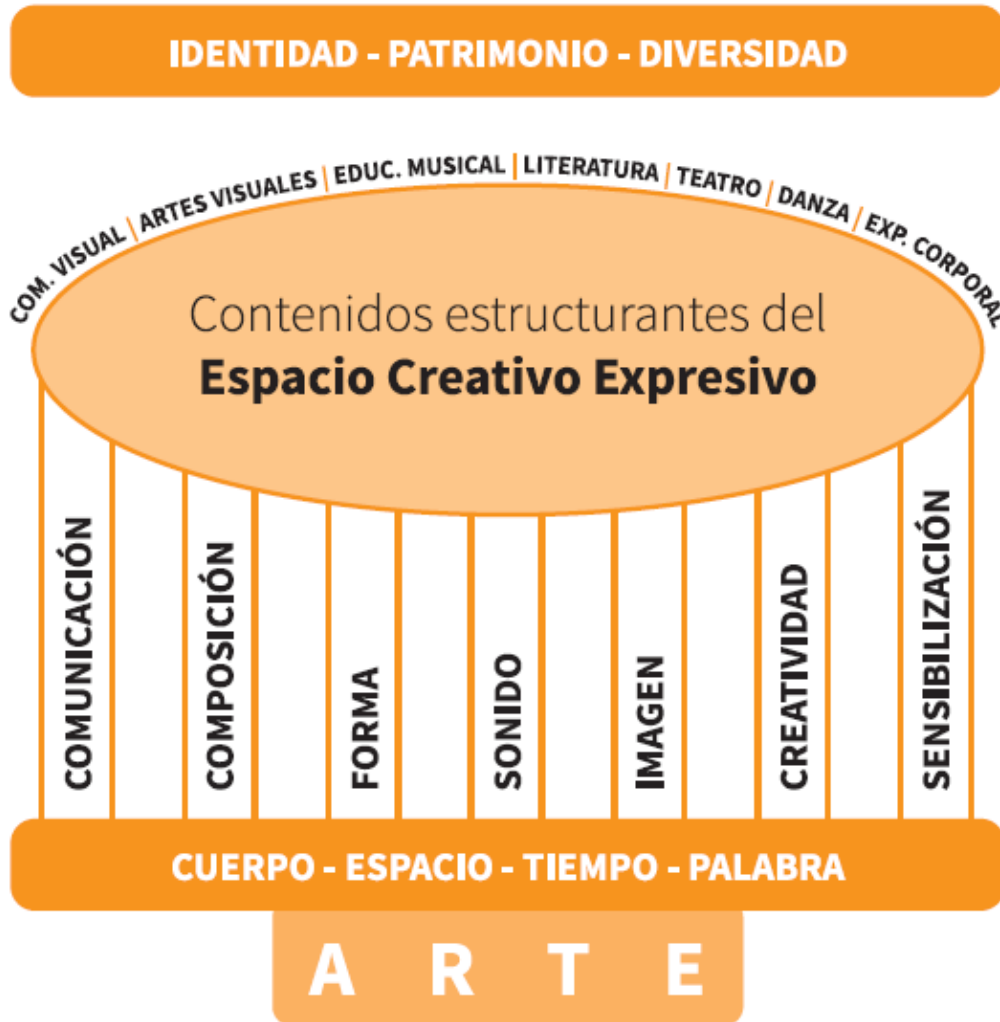 IDENTIDAD - PATRIMONIO - DIVERSIDAD
COM. VISUAL | ARTES VISUALES | EDUC. MUSICAL | LITERATURA | TEATRO | DANZA | EXP. CORPORAL
Contenidos estructurantes del
Espacio Creativo Expresivo
COMUNICACIÓN
COMPOSICIÓN
FORMA
SONIDO
IMAGEN
CREATIVIDAD
SENSIBILIZACIÓN
CUERPO - ESPACIO - TIEMPO - PALABRA
A R T E